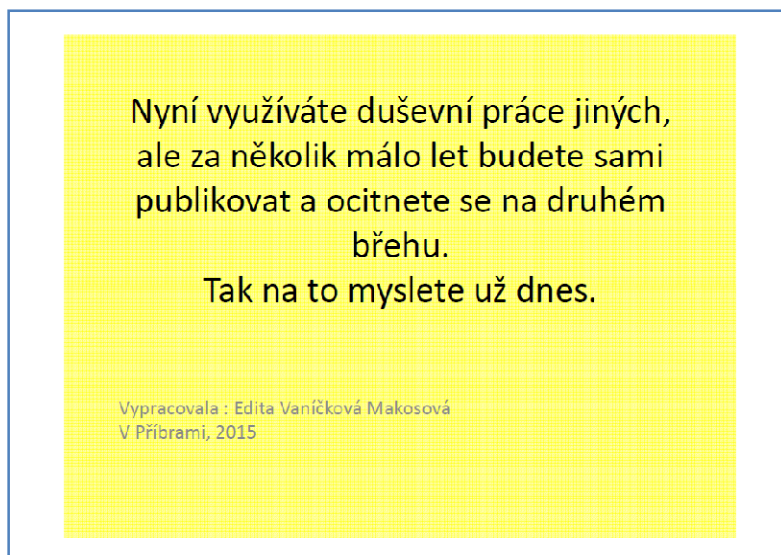 Nyní využíváte duševní práce jiných,
ale za několik málo let budete sami
publikovat a ocitnete se na druhém
břehu.
Tak na to myslete už dnes.
Vypracovala : Edita Vaníčková Makosová
V Příbrami, 2015